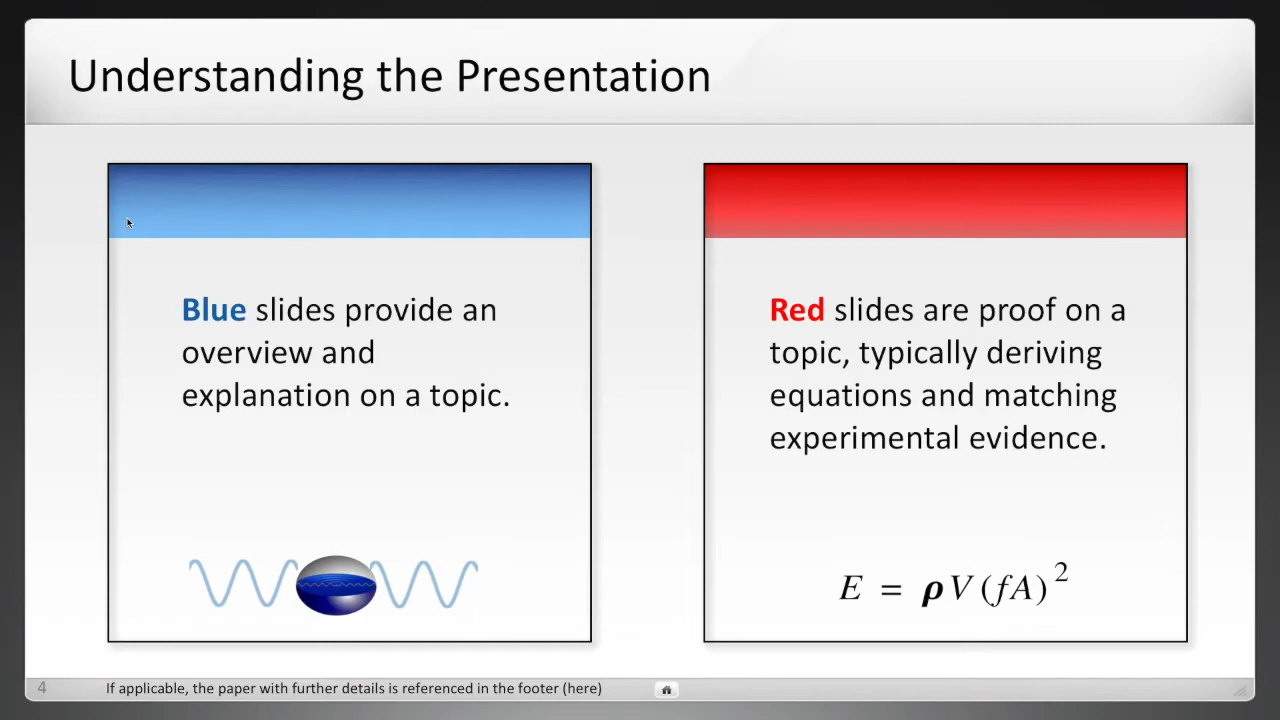 Understanding the Presentation
Blue slides provide an
overview and
explanation on a topic.
Red slides are proof on a
topic, typically deriving
equations and matching
experimental evidence.
E = ρV(fA)²
4
If applicable, the paper with further details is referenced in the footer (here)